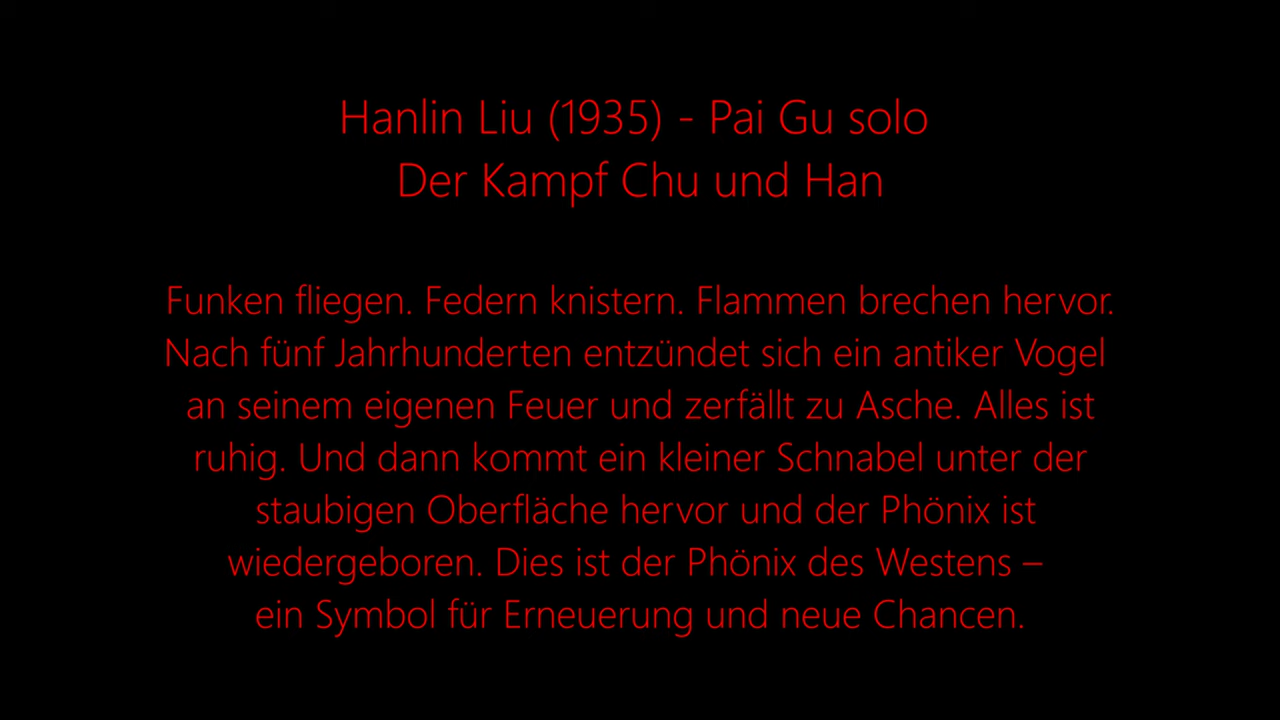 Hanlin Liu (1935) - Pai Gu solo
Der Kampf Chu und Han
Funken fliegen. Federn knistern. Flammen brechen hervor.
Nach fünf Jahrhunderten entzündet sich ein antiker Vogel
an seinem eigenen Feuer und zerfällt zu Asche. Alles ist
ruhig. Und dann kommt ein kleiner Schnabel unter der
staubigen Oberfläche hervor und der Phönix ist
wiedergeboren. Dies ist der Phönix des Westens –
ein Symbol für Erneuerung und neue Chancen.